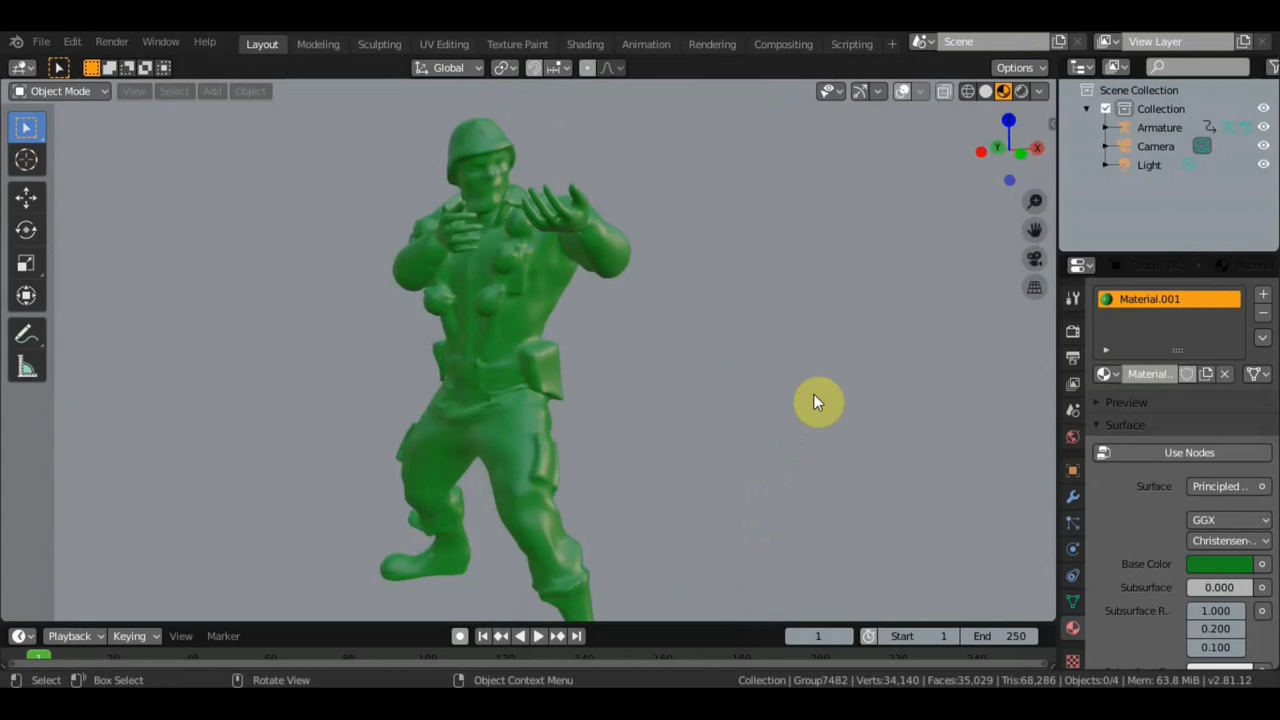 File Edit Render Window Help Layout Modeling Sculpting UV Editing Texture Paint Shading Animation Rendering Compositing Scripting + Scene View Layer
Global Options
Object Mode View Select Add Object
Scene Collection
Collection
Armature
Camera
Light
Z
Y X
Group7482
Material.001
Material..
Preview
Surface
Use Nodes
Surface Principled ..
GGX
Christensen-..
Base Color
Subsurface 0.000
Subsurface R.. 1.000
0.200
0.100
Playback Keying View Marker 1 Start 1 End 250
1
Select Box Select Rotate View Object Context Menu Collection | Group7482 | Verts:34,140 | Faces:35,029 | Tris:68,286 | Objects:0/4 | Mem: 63.8 MiB | v2.81.12